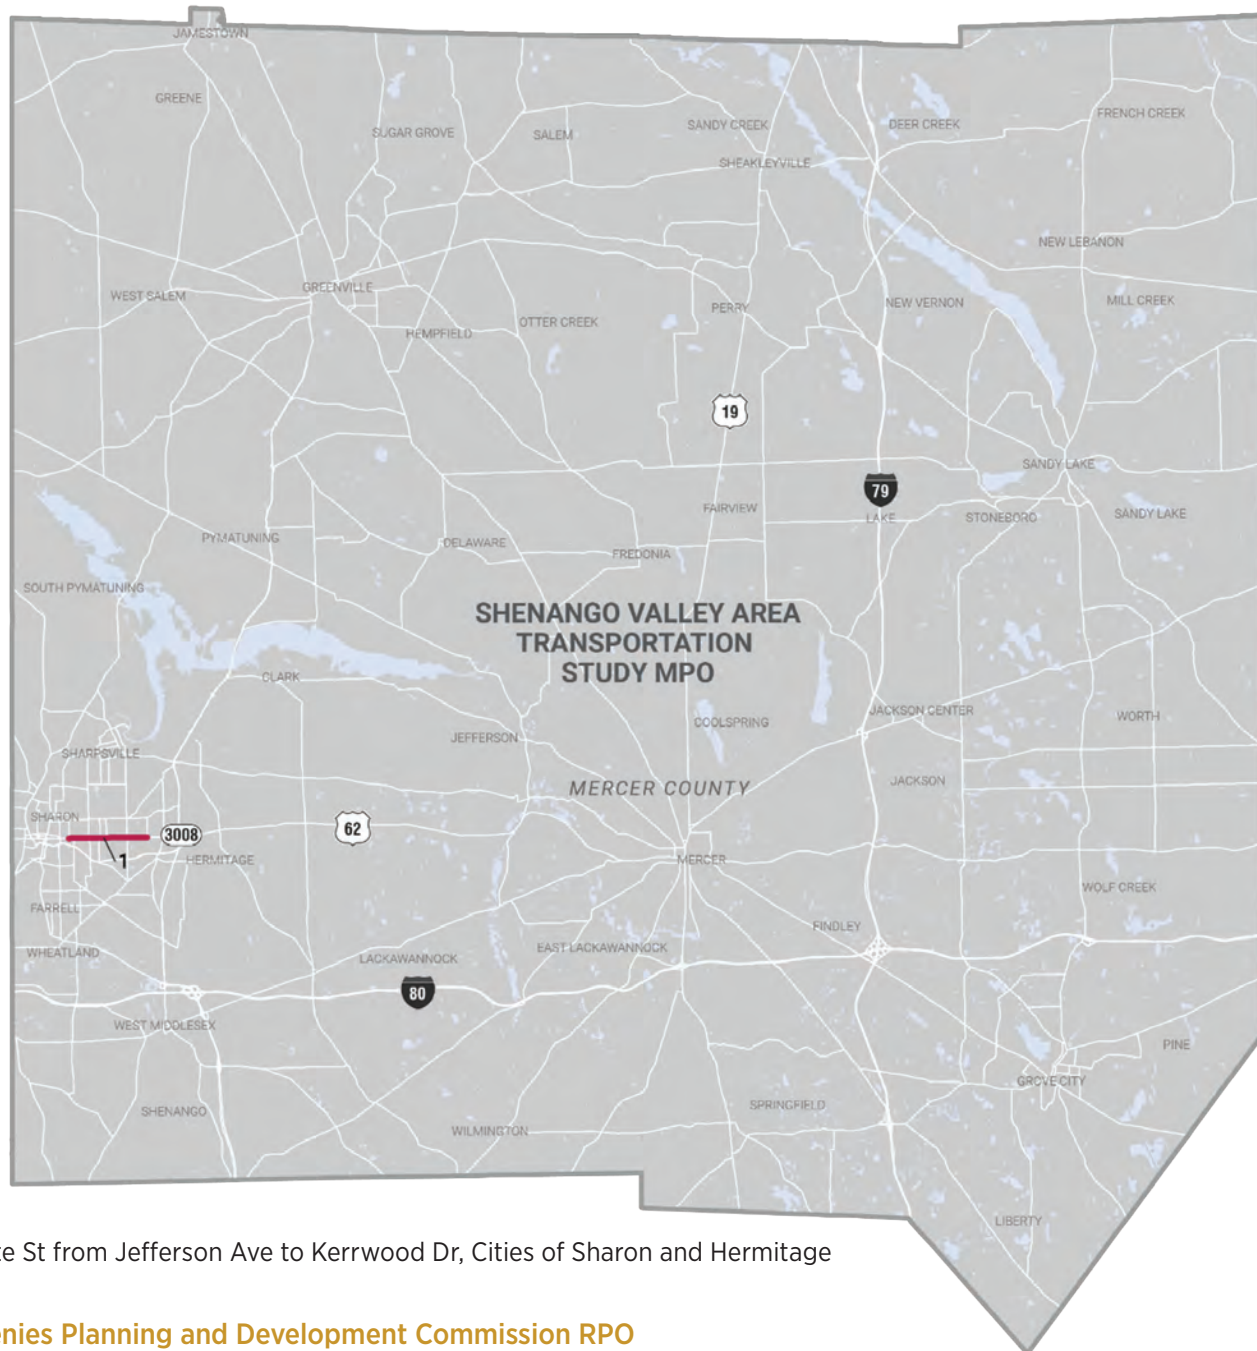 JAMESTOWN
GREENE
SUGAR GROVE
SALEM
SANDY CREEK
DEER CREEK
FRENCH CREEK
SHEAKLEYVILLE
NEW LEBANON
WEST SALEM
GREENVILLE
HEMPFIELD
OTTER CREEK
PERRY
NEW VERNON
MILL CREEK
19
SANDY LAKE
79
FAIRVIEW
LAKE
STONEBORO
SANDY LAKE
PYMATUNING
DELAWARE
FREDONIA
SOUTH PYMATUNING
SHENANGO VALLEY AREA
TRANSPORTATION
STUDY MPO
CLARK
JEFFERSON
COOLSPRING
JACKSON CENTER
WORTH
SHARPSVILLE
MERCER COUNTY
JACKSON
SHARON
3008
62
1
HERMITAGE
MERCER
WOLF CREEK
FARRELL
FINDLEY
WHEATLAND
LACKAWANNOCK
EAST LACKAWANNOCK
80
WEST MIDDLESEX
PINE
GROVE CITY
SHENANGO
WILMINGTON
SPRINGFIELD
LIBERTY
te St from Jefferson Ave to Kerrwood Dr, Cities of Sharon and Hermitage
enies Planning and Development Commission RPO